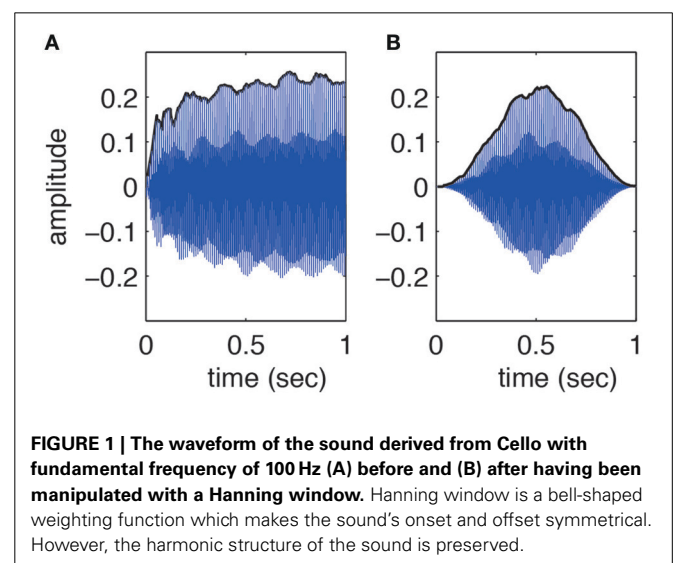 A
B
0.2
0.1
0
−0.1
−0.2
amplitude
0 0.5 1
time (sec)
0.2
0.1
0
−0.1
−0.2
0 0.5 1
time (sec)
FIGURE 1 | The waveform of the sound derived from Cello with
fundamental frequency of 100 Hz (A) before and (B) after having been
manipulated with a Hanning window. Hanning window is a bell-shaped
weighting function which makes the sound's onset and offset symmetrical.
However, the harmonic structure of the sound is preserved.